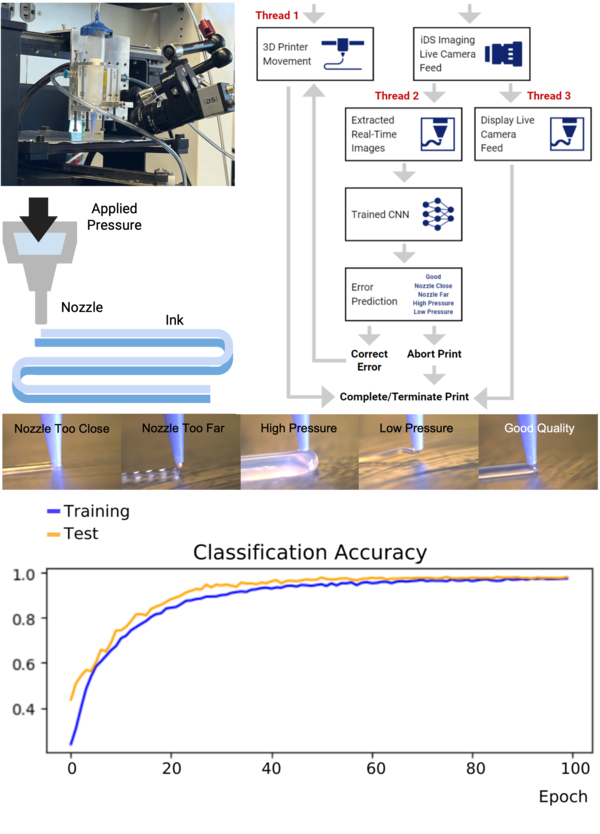 iDS
Thread 1
3D Printer
Movement
iDS Imaging
Live Camera
Feed
Thread 2
Thread 3
Extracted
Real-Time
Images
Display Live
Camera
Feed
Trained CNN
Error
Prediction
Good
Nozzle Close
Nozzle Far
High Pressure
Low Pressure
Correct
Error
Abort Print
Complete/Terminate Print
Applied
Pressure
Nozzle
Ink
Nozzle Too Close
Nozzle Too Far
High Pressure
Low Pressure
Good Quality
Training
Test
Classification Accuracy
1.0
0.8
0.6
0.4
0
20
40
60
80
100
Epoch